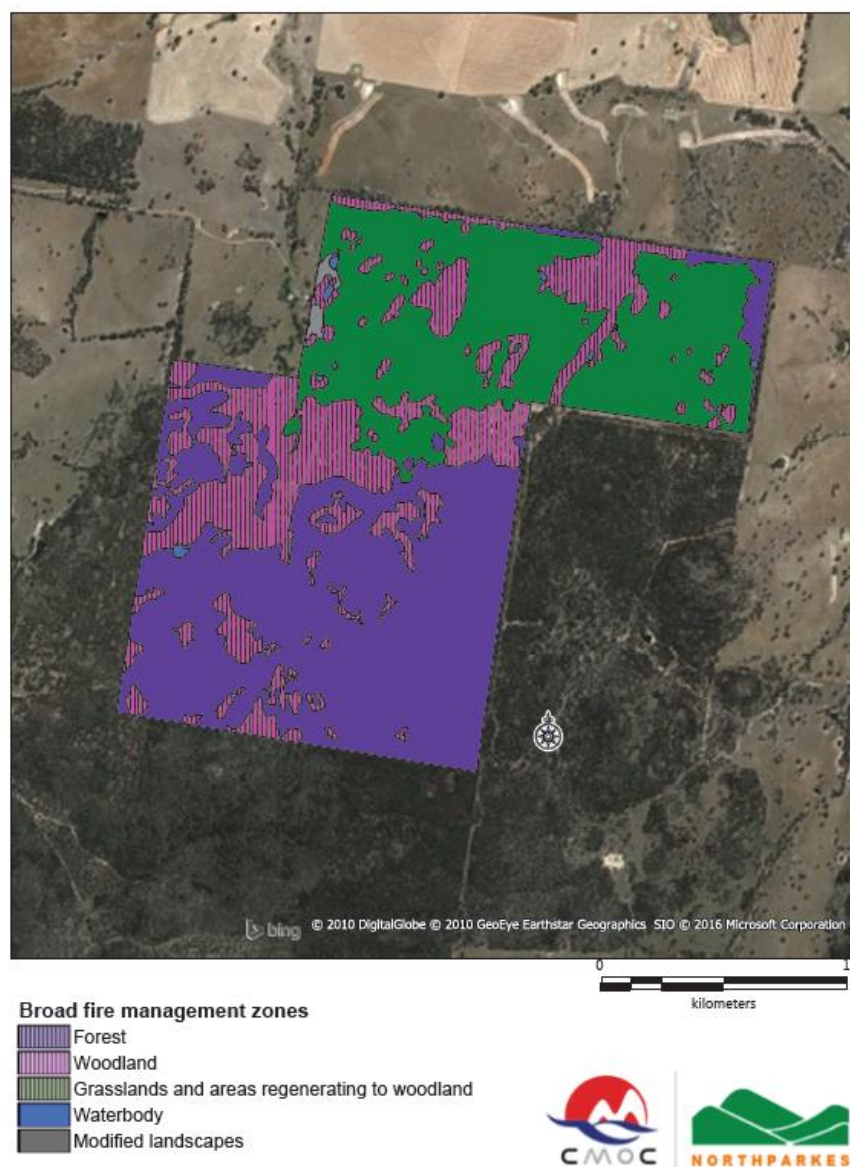 bing © 2010 DigitalGlobe © 2010 GeoEye Earthstar Geographics SIO © 2016 Microsoft Corporation
0 1
kilometers
Broad fire management zones
Forest
Woodland
Grasslands and areas regenerating to woodland
Waterbody
Modified landscapes
CMOC
NORTHPARKES